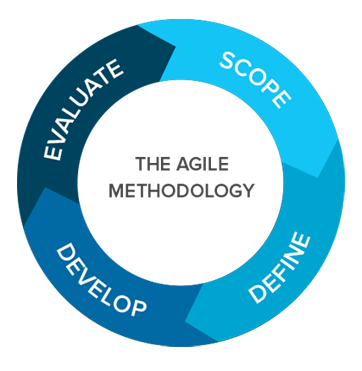 THE AGILE
METHODOLOGY
SCOPE
DEFINE
DEVELOP
EVALUATE